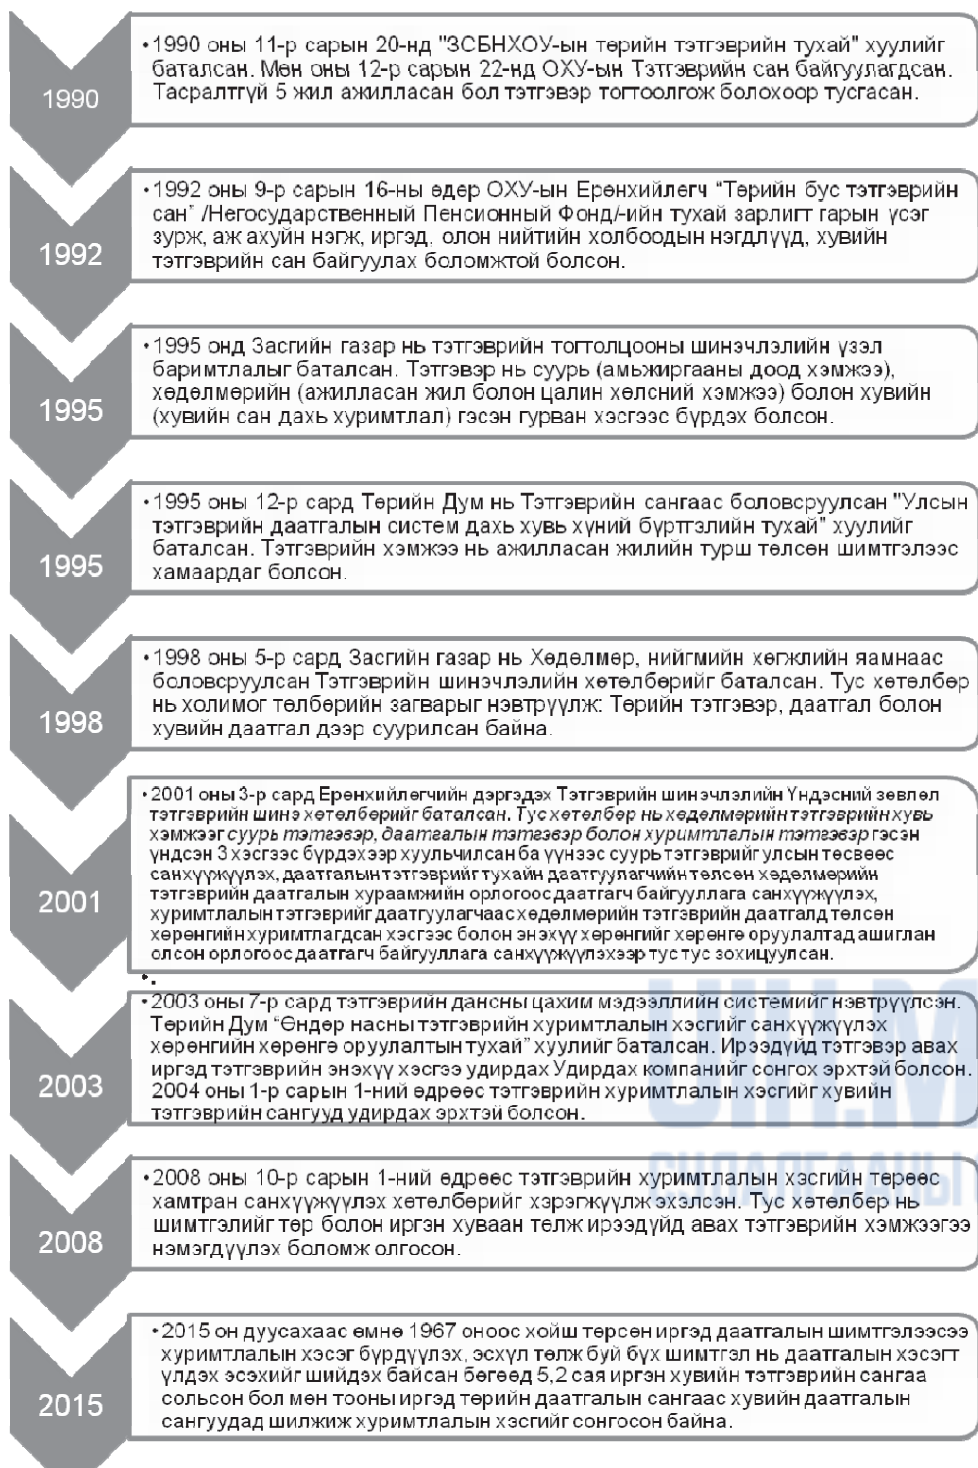 1990
•1990 оны 11-р сарын 20-нд "ЗСБНХОУ-ын төрийн тэтгэврийн тухай" хуулийг
баталсан. Мөн оны 12-р сарын 22-нд ОХУ-ын Тэтгэврийн сан байгуулагдсан.
Тасралтгүй 5 жил ажилласан бол тэтгэвэр тогтоолгож болохоор тусгасан.
1992
•1992 оны 9-р сарын 16-ны өдөр ОХУ-ын Ерөнхийлөгч "Төрийн бус тэтгэврийн
сан" /Негосударственный Пенсионный Фонд/-ийн тухай зарлигт гарын үсэг
зурж, аж ахуйн нэгж, иргэд, олон нийтийн холбоодын нэгдлүүд, хувийн
тэтгэврийн сан байгуулах боломжтой болсон.
1995
•1995 онд Засгийн газар нь тэтгэврийн тогтолцооны шинэчлэлийн үзэл
баримтлалыг баталсан. Тэтгэвэр нь суурь (амьжиргааны доод хэмжээ),
хөдөлмөрийн (ажилласан жил болон цалин хөлсний хэмжээ) болон хувийн
(хувийн сан дахь хуримтлал) гэсэн гурван хэсгээс бүрдэх болсон.
1995
•1995 оны 12-р сард Төрийн Дум нь Тэтгэврийн сангаас боловсруулсан "Улсын
тэтгэврийн даатгалын систем дахь хувь хүний бүртгэлийн тухай" хуулийг
баталсан. Тэтгэврийн хэмжээ нь ажилласан жилийн турш төлсөн шимтгэлээс
хамаардаг болсон.
1998
•1998 оны 5-р сард Засгийн газар нь Хөдөлмөр, нийгмийн хөгжлийн яамнаас
боловсруулсан Тэтгэврийн шинэчлэлийн хөтөлбөрийг баталсан. Тус хөтөлбөр
нь холимог төлбөрийн загварыг нэвтрүүлж: Төрийн тэтгэвэр, даатгал болон
хувийн даатгал дээр суурилсан байна.
2001
•2001 оны 3-р сард Ерөнхийлөгчийн дэргэдэх Тэтгэврийн шинэчлэлийн Үндэсний зөвлөл
тэтгэврийн шинэ хөтөлбөрийг баталсан. Тус хөтөлбөр нь хөдөлмөрийн тэтгэврийн хувь
хэмжээг суурь тэтгэвэр, даатгалын тэтгэвэр болон хуримтлалын тэтгэвэр гэсэн
үндсэн 3 хэсгээс бүрдэхээр хуульчилсан ба үүнээс суурь тэтгэврийг улсын төсвөөс
санхүүжүүлэх, даатгалын тэтгэврийг тухайн даатгуулагчийн төлсөн хөдөлмөрийн
тэтгэврийн даатгалын хураамжийн орлогоос даатгагч байгууллага санхүүжүүлэх,
хуримтлалын тэтгэврийг даатгуулагчаас хөдөлмөрийн тэтгэврийн даатгалд төлсөн
хөрөнгийн хуримтлагдсан хэсгээс болон энэхүү хөрөнгийг хөрөнгө оруулалтад ашиглан
олсон орлогоос даатгагч байгууллага санхүүжүүлэхээр тус тус зохицуулсан.
•.
2003
•2003 оны 7-р сард тэтгэврийн дансны цахим мэдээллийн системийг нэвтрүүлсэн.
Төрийн Дум "Өндөр насны тэтгэврийн хуримтлалын хэсгийг санхүүжүүлэх
хөрөнгийн хөрөнгө оруулалтын тухай" хуулийг баталсан. Ирээдүйд тэтгэвэр авах
иргэд тэтгэврийн энэхүү хэсгээ удирдах Удирдах компанийг сонгох эрхтэй болсон.
2004 оны 1-р сарын 1-ний өдрөөс тэтгэврийн хуримтлалын хэсгийг хувийн
тэтгэврийн сангууд удирдах эрхтэй болсон.
2008
•2008 оны 10-р сарын 1-ний өдрөөс тэтгэврийн хуримтлалын хэсгийн төрөөс
хамтран санхүүжүүлэх хөтөлбөрийг хэрэгжүүлж эхэлсэн. Тус хөтөлбөр нь
шимтгэлийг төр болон иргэн хуваан төлж ирээдүйд авах тэтгэврийн хэмжээгээ
нэмэгдүүлэх боломж олгосон.
2015
•2015 он дуусахаас өмнө 1967 оноос хойш төрсөн иргэд даатгалын шимтгэлээсээ
хуримтлалын хэсэг бүрдүүлэх, эсхүл төлж буй бүх шимтгэл нь даатгалын хэсэгт
үлдэх эсэхийг шийдэх байсан бөгөөд 5,2 сая иргэн хувийн тэтгэврийн сангаа
сольсон бол мөн тооны иргэд төрийн даатгалын сангаас хувийн даатгалын
сангуудад шилжиж хуримтлалын хэсгийг сонгосон байна.